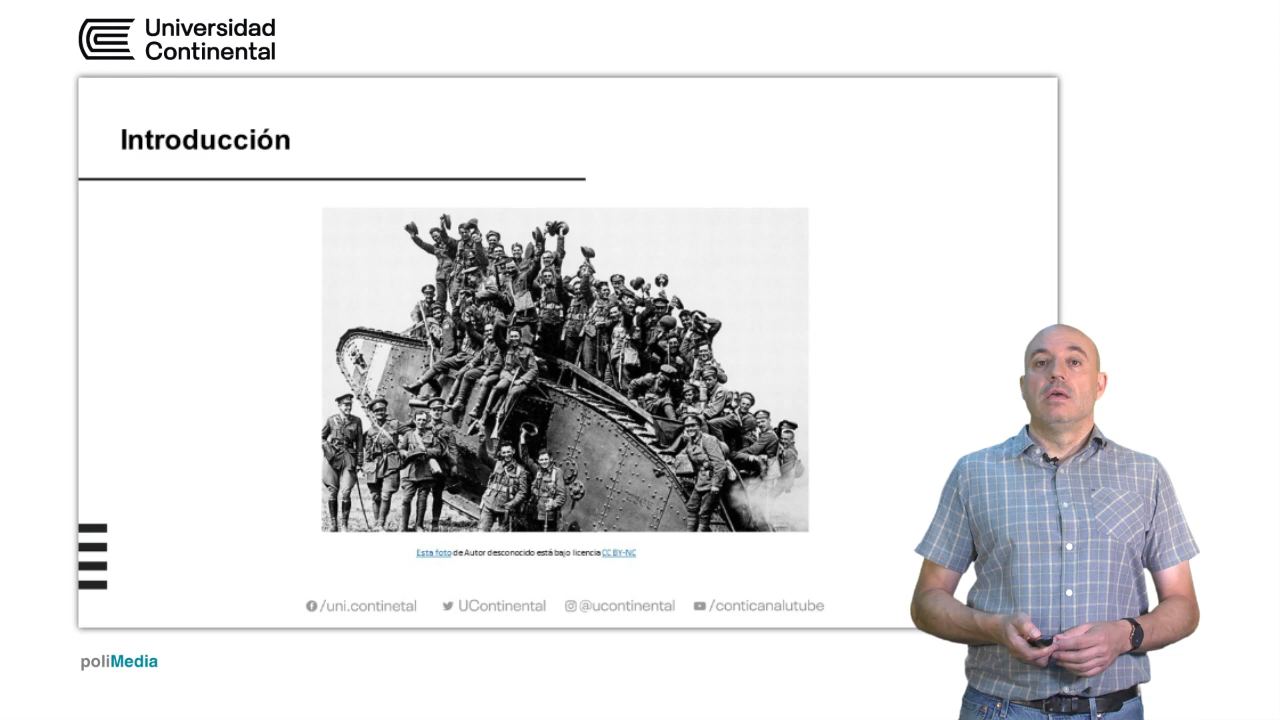 Universidad
Continental
Introducción
Esta foto de Autor desconocido está bajo licencia CC BY-NC
/uni.continetal UContinental @ucontinental /conticanalutube
poliMedia